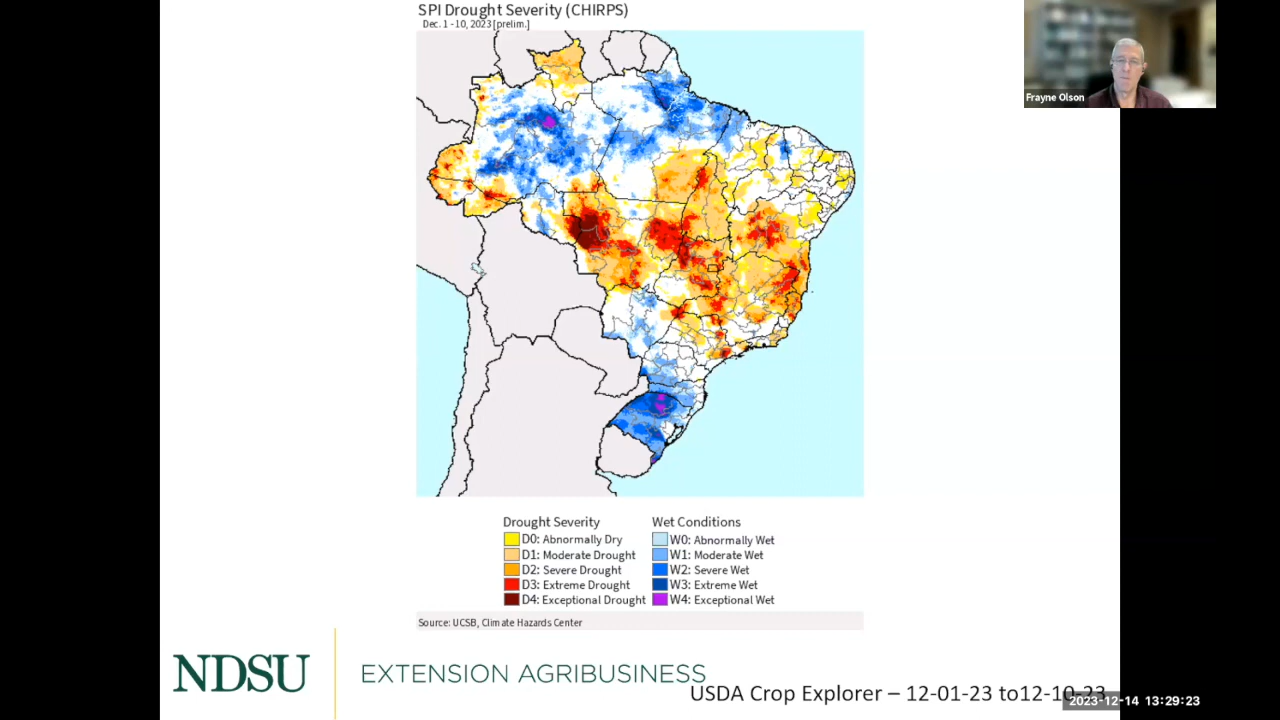 SPI Drought Severity (CHIRPS)
Dec. 1 - 10, 2023 [prelim.]
Frayne Olson
Drought Severity
D0: Abnormally Dry
D1: Moderate Drought
D2: Severe Drought
D3: Extreme Drought
D4: Exceptional Drought
Wet Conditions
W0: Abnormally Wet
W1: Moderate Wet
W2: Severe Wet
W3: Extreme Wet
W4: Exceptional Wet
Source: UCSB, Climate Hazards Center
NDSU
EXTENSION AGRIBUSINESS
USDA Crop Explorer – 12-01-23 to12-10-23
2023-12-14 13:29:23